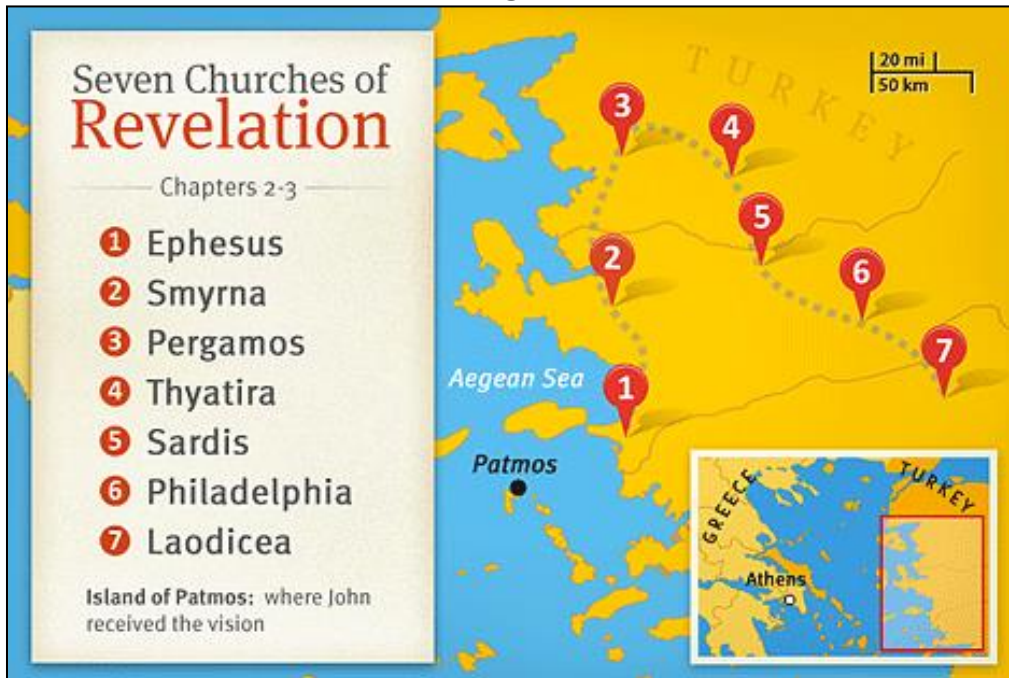 Seven Churches of
Revelation
Chapters 2-3
1 Ephesus
2 Smyrna
3 Pergamos
4 Thyatira
5 Sardis
6 Philadelphia
7 Laodicea
Island of Patmos: where John
received the vision
TURKEY
20 mi
50 km
3
4
5
2
6
7
1
Aegean Sea
Patmos
GREECE
TURKEY
Athens